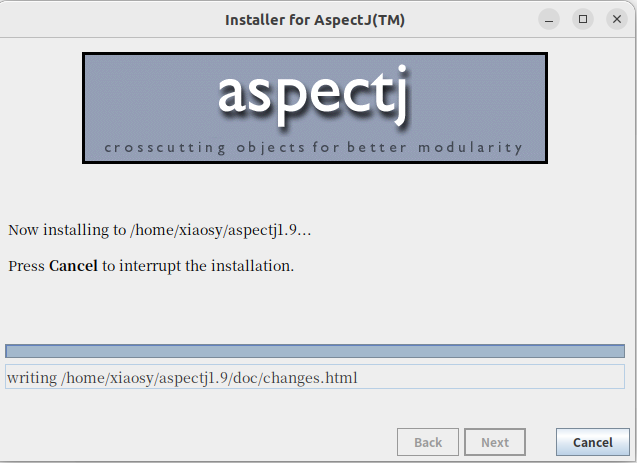 Installer for AspectJ(TM)
aspectj
crosscutting objects for better modularity
Now installing to /home/xiaosy/aspectj1.9...
Press Cancel to interrupt the installation.
writing /home/xiaosy/aspectj1.9/doc/changes.html
Back Next Cancel